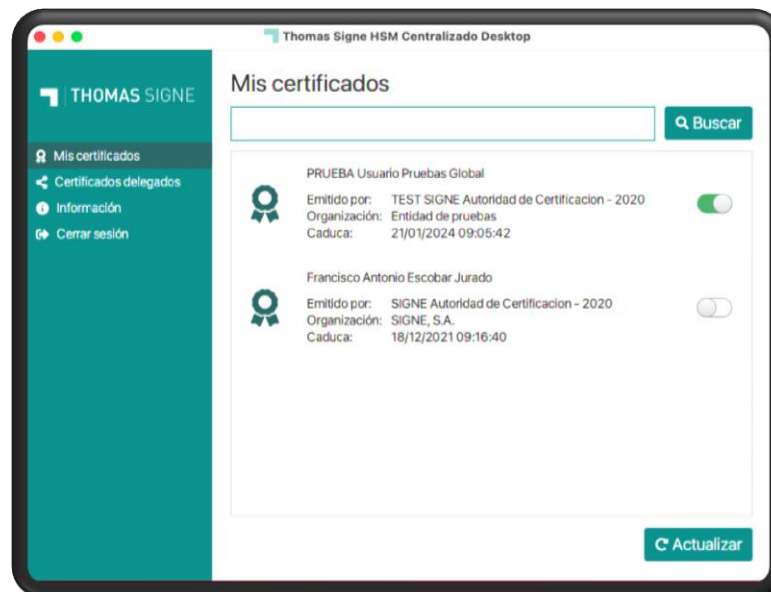 Thomas Signe HSM Centralizado Desktop
THOMAS SIGNE
Mis certificados
Certificados delegados
Información
Cerrar sesión
Mis certificados
Buscar
PRUEBA Usuario Pruebas Global
Emitido por: TEST SIGNE Autoridad de Certificacion - 2020
Organización: Entidad de pruebas
Caduca: 21/01/2024 09:05:42
Francisco Antonio Escobar Jurado
Emitido por: SIGNE Autoridad de Certificacion - 2020
Organización: SIGNE, S.A.
Caduca: 18/12/2021 09:16:40
Actualizar